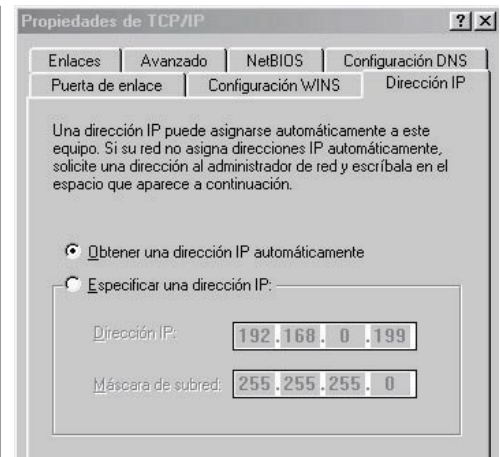 Propiedades de TCP/IP
Enlaces Avanzado NetBIOS Configuración DNS
Puerta de enlace Configuración WINS Dirección IP
Una dirección IP puede asignarse automáticamente a este
equipo. Si su red no asigna direcciones IP automáticamente,
solicite una dirección al administrador de red y escríbala en el
espacio que aparece a continuación.
Obtener una dirección IP automáticamente
Especificar una dirección IP:
Dirección IP: 192.168. 0 .199
Máscara de subred: 255.255.255. 0